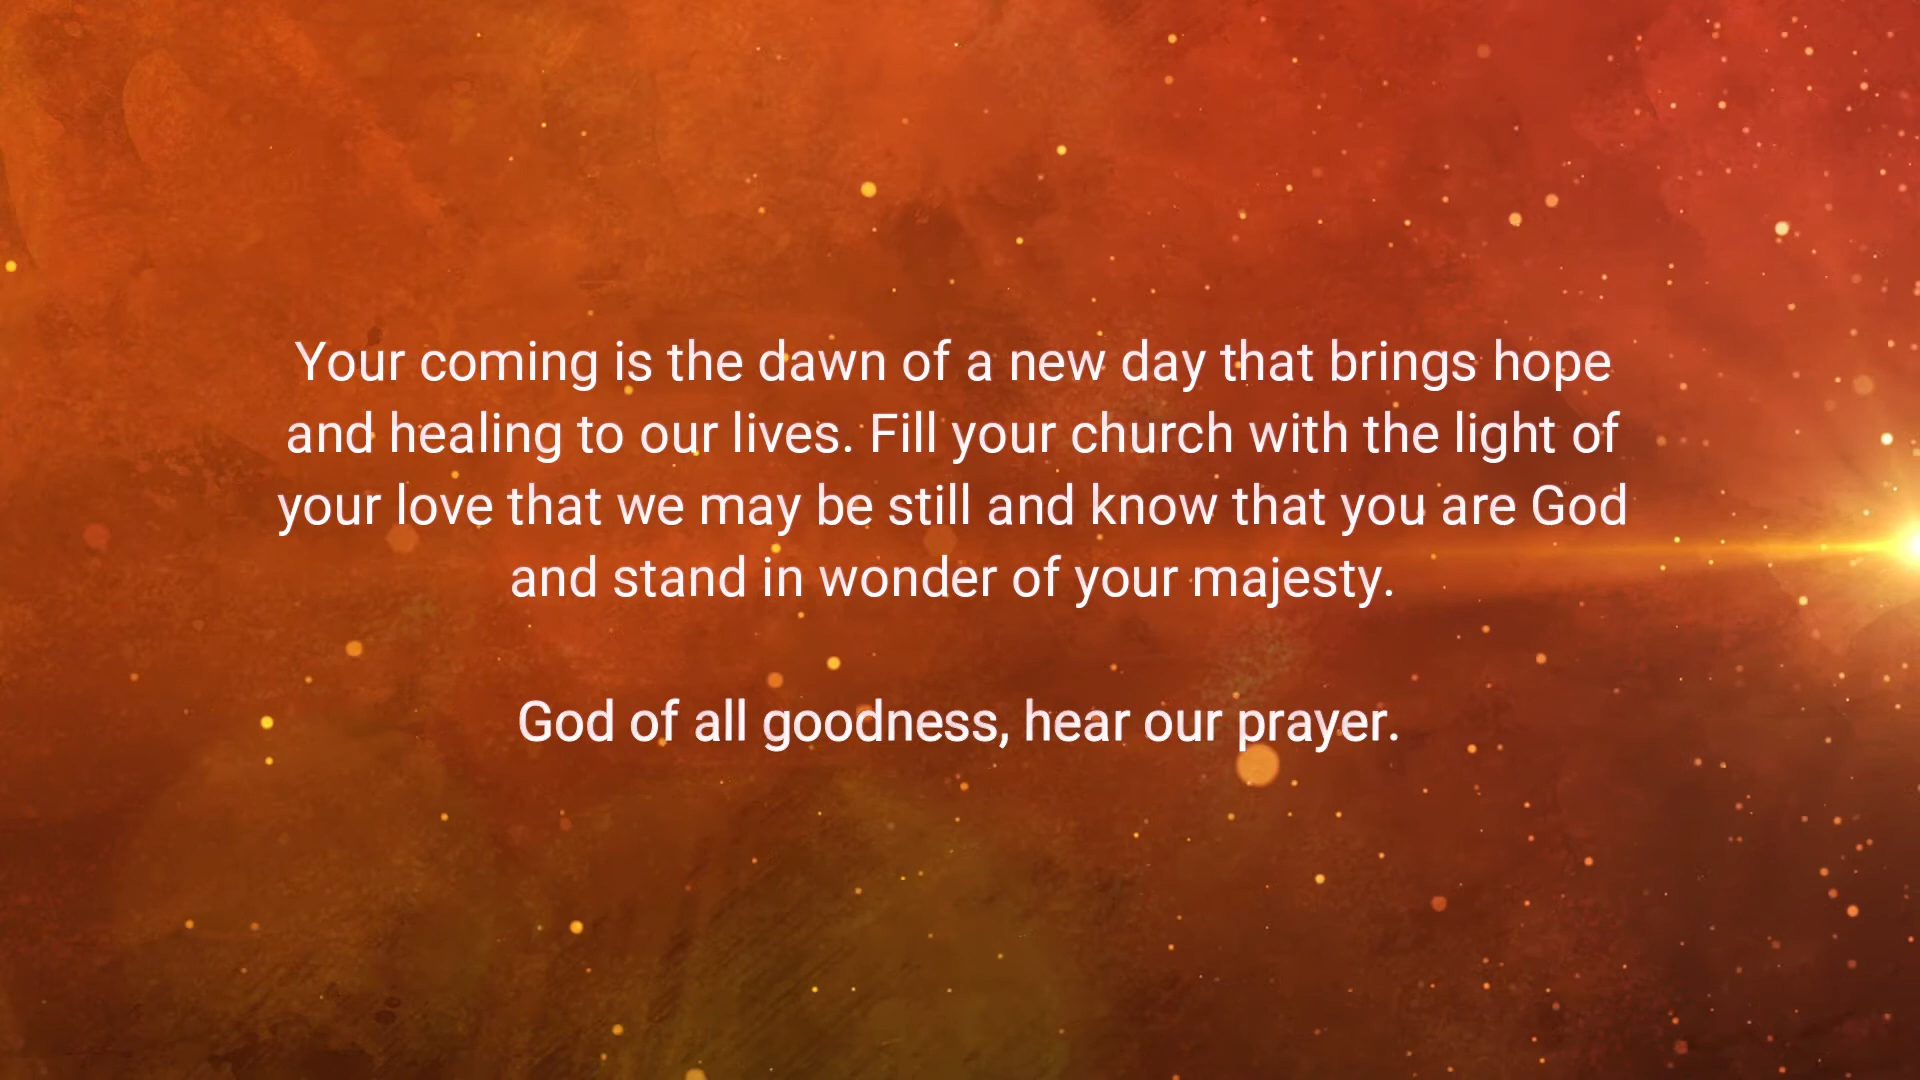 Your coming is the dawn of a new day that brings hope
and healing to our lives. Fill your church with the light of
your love that we may be still and know that you are God
and stand in wonder of your majesty.
God of all goodness, hear our prayer.